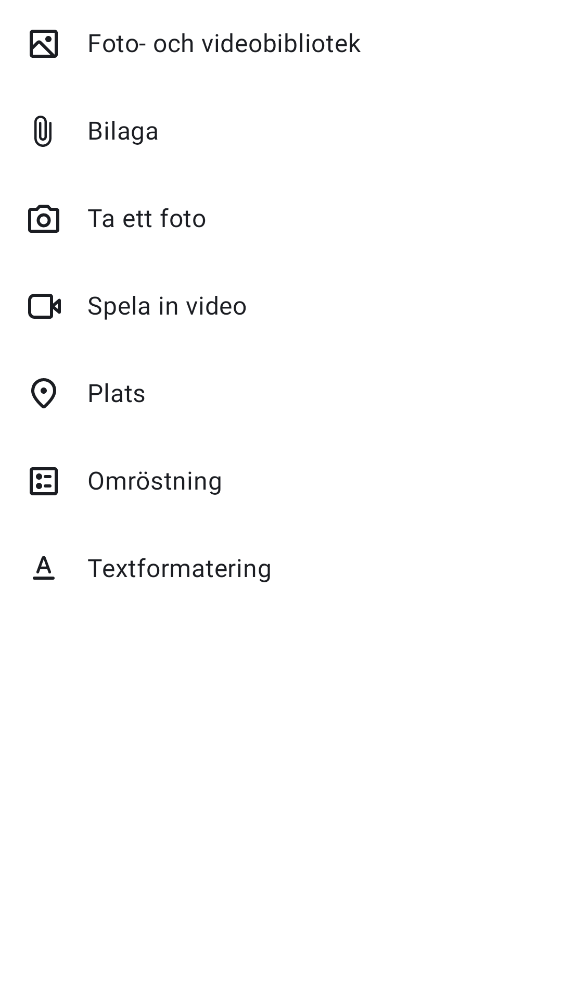 Foto- och videobibliotek
Bilaga
Ta ett foto
Spela in video
Plats
Omröstning
Textformatering